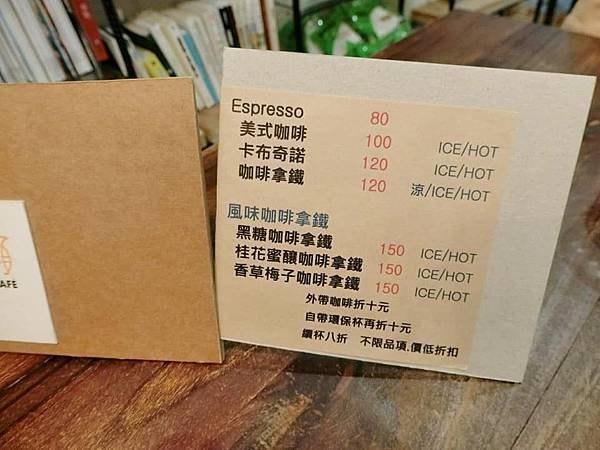 Espresso 80
美式咖啡 100 ICE/HOT
卡布奇諾 120 ICE/HOT
咖啡拿鐵 120 涼/ICE/HOT
風味咖啡拿鐵
黑糖咖啡拿鐵 150 ICE/HOT
桂花蜜釀咖啡拿鐵 150 ICE/HOT
香草梅子咖啡拿鐵 150 ICE/HOT
外帶咖啡折十元
自帶環保杯再折十元
續杯八折 不限品項.價低折扣
AFE